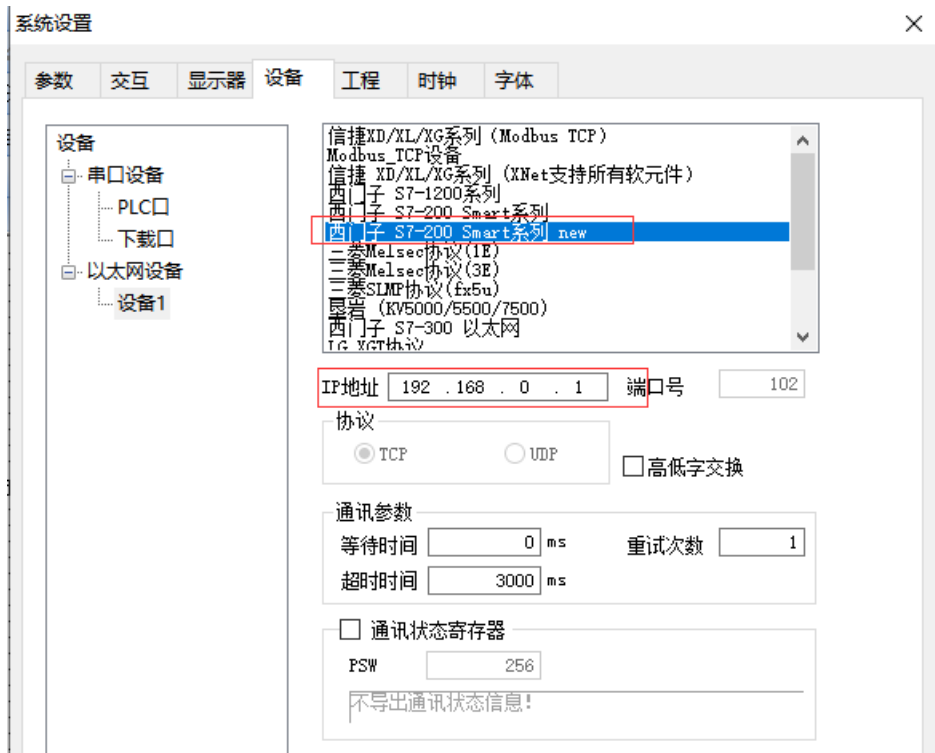 系统设置
参数 交互 显示器 设备 工程 时钟 字体
设备
串口设备
PLC口
下载口
以太网设备
设备1
信捷XD/XL/XG系列 (Modbus TCP)
Modbus_TCP设备
信捷 XD/XL/XG系列 (XNet支持所有软元件)
西门子 S7-1200系列
西门子 S7-200 Smart系列
西门子 S7-200 Smart系列 new
三菱Melsec协议(1E)
三菱Melsec协议(3E)
三菱SLMP协议(fx5u)
基岩 (KV5000/5500/7500)
西门子 S7-300 以太网
LG XGT协议
IP地址 192 .168 . 0 . 1 端口号 102
协议
TCP UDP
高低字交换
通讯参数
等待时间 0 ms 重试次数 1
超时时间 3000 ms
通讯状态寄存器
PSW 256
不导出通讯状态信息!